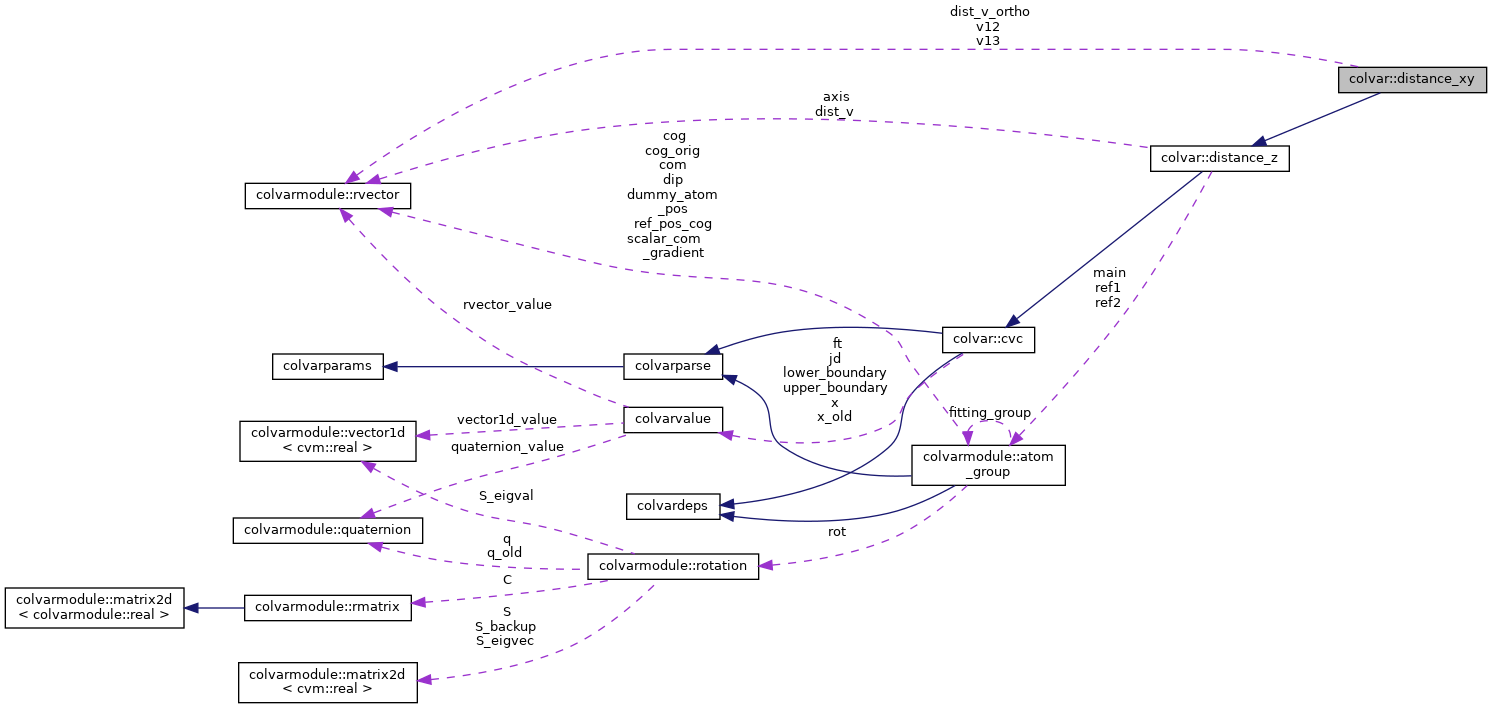 dist_v_ortho
v12
v13
colvar::distance_xy
axis
dist_v
cog
cog_orig
com
dip
dummy_atom
_pos
ref_pos_cog
scalar_com
_gradient
colvar::distance_z
colvarmodule::rvector
main
ref1
ref2
rvector_value
colvar::cvc
ft
jd
lower_boundary
upper_boundary
x
x_old
colvarparams
colvarparse
fitting_group
colvarvalue
vector1d_value
colvarmodule::vector1d
< cvm::real >
quaternion_value
colvarmodule::atom
_group
S_eigval
colvardeps
colvarmodule::quaternion
rot
q
q_old
colvarmodule::rotation
C
colvarmodule::matrix2d
< colvarmodule::real >
colvarmodule::rmatrix
S
S_backup
S_eigvec
colvarmodule::matrix2d
< cvm::real >